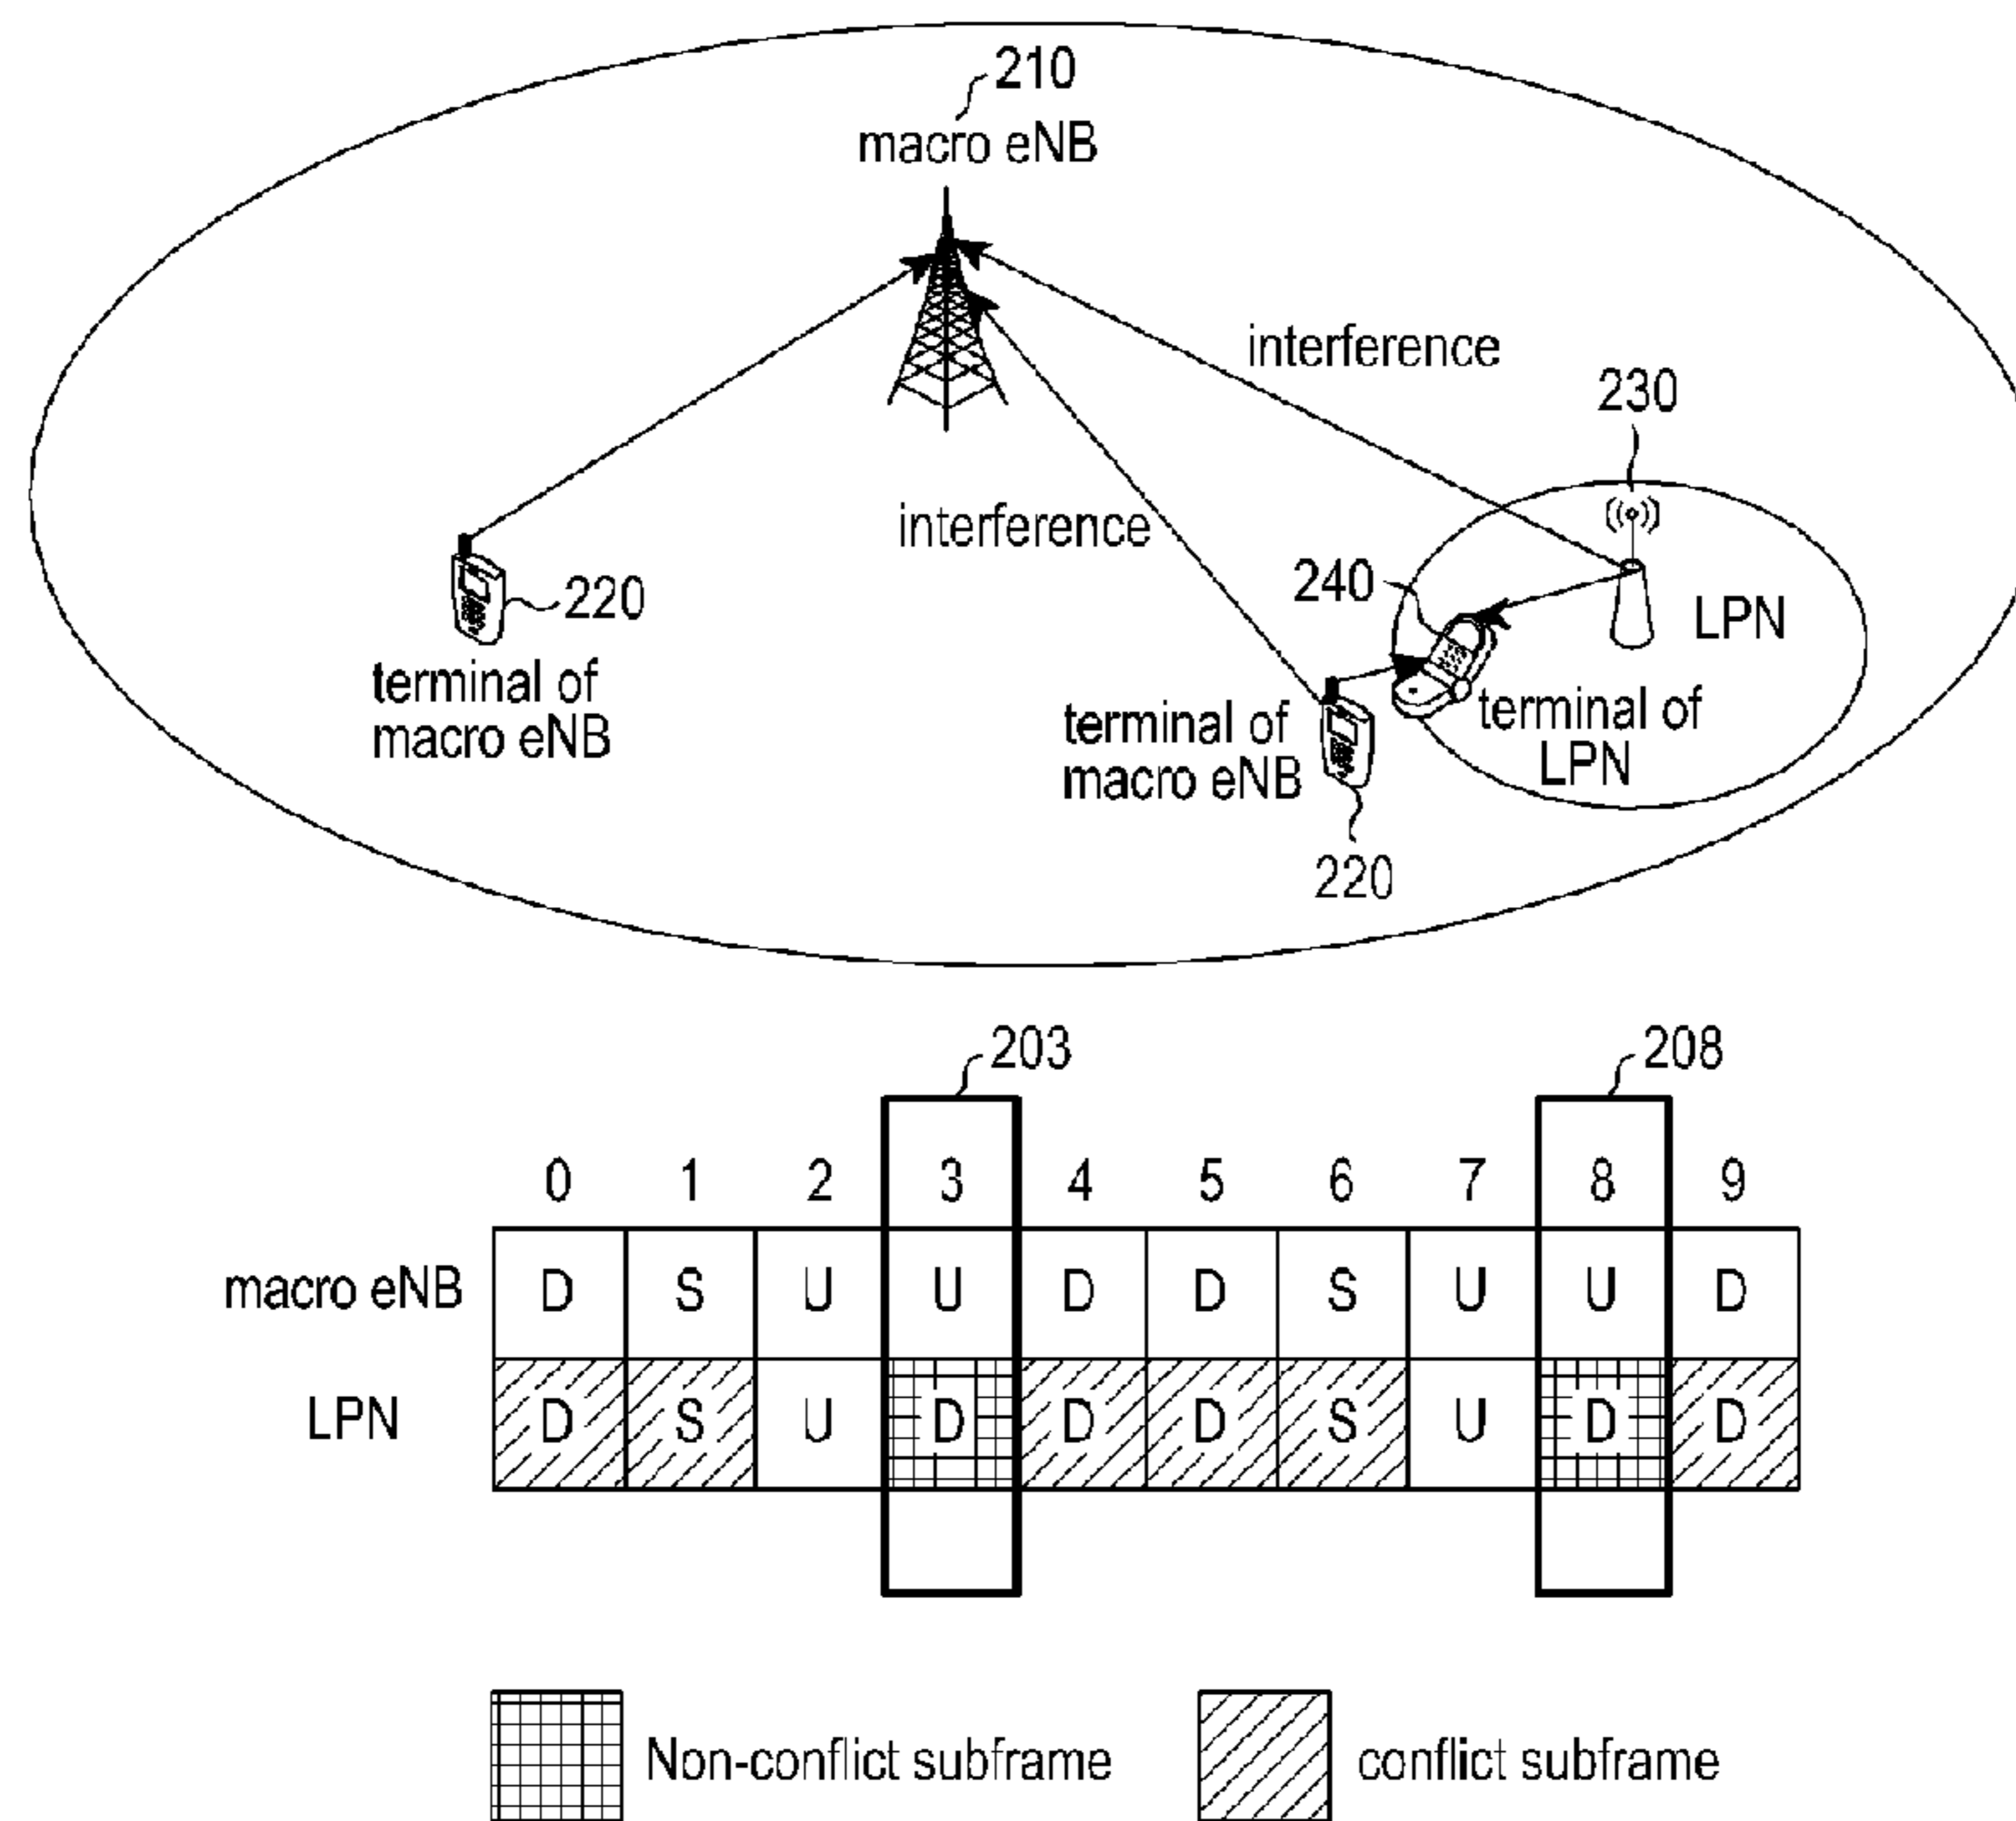 210
macro eNB
interference
230
interference
240
220
LPN
terminal of
macro eNB
terminal of
macro eNB
terminal of
LPN
220
203
208
0 1 2 3 4 5 6 7 8 9
macro eNB D S U U D D S U U D
LPN D S U D D D S U D D
Non-conflict subframe
conflict subframe